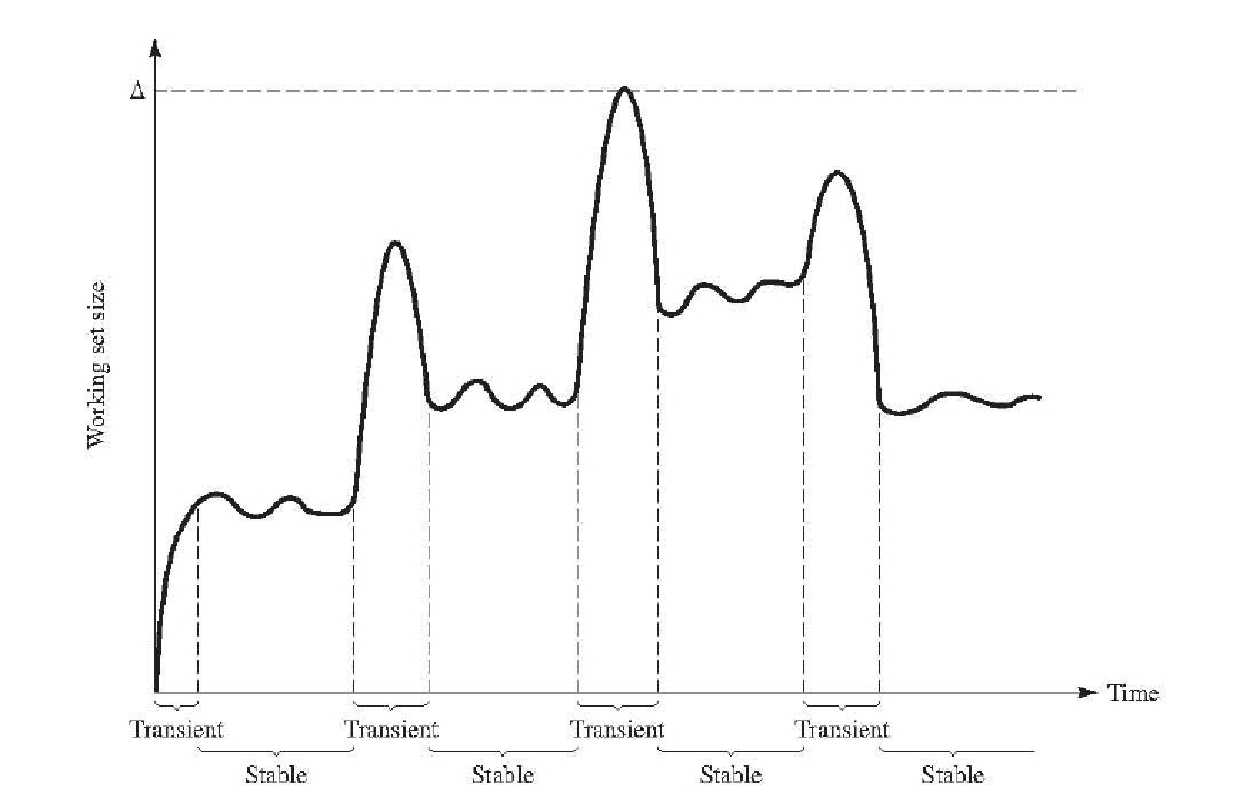 Δ
Working set size
Time
Transient Transient Transient Transient
Stable Stable Stable Stable